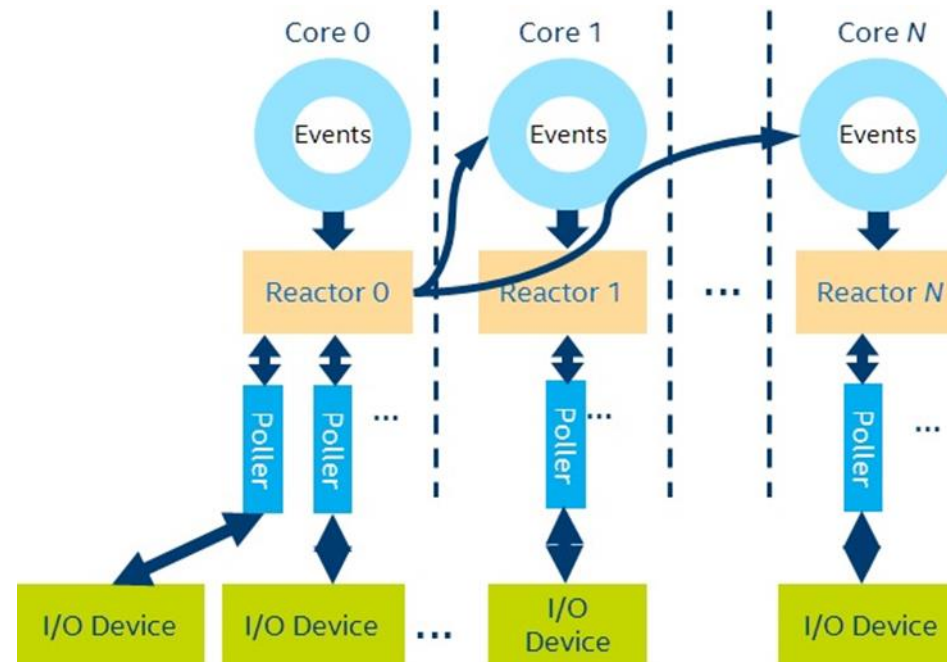 Core 0
Core 1
Core N
Events
Events
Events
Reactor 0
Reactor 1
...
Reactor N
Poller
Poller
...
Poller
...
Poller
...
I/O Device
I/O Device
...
I/O
Device
I/O Device